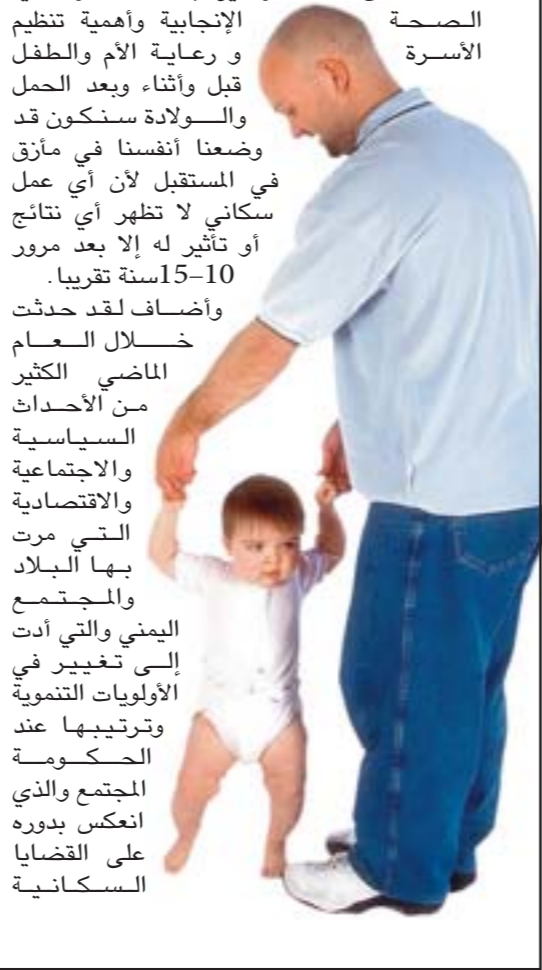 الصحة الإنجابية وأهمية تنظيم
الأسرة و رعاية الأم والطفل
قبل وأثناء وبعد الحمل
والولادة سنكون قد
وضعنا أنفسنا في مأزق
في المستقبل لأن أي عمل
سكاني لا تظهر أي نتائج
أو تأثير له إلا بعد مرور
10–15سنة تقريبا.
وأضاف لقد حدثت
خلال العام
الماضي الكثير
من الأحداث
السياسية
والاجتماعية
والاقتصادية
التي مرت
بها البلاد
والمجتمع
اليمني والتي أدت
إلى تغيير في
الأولويات التنموية
وترتيبها عند
الحكومة
المجتمع والذي
انعكس بدوره
على القضايا
السكانية